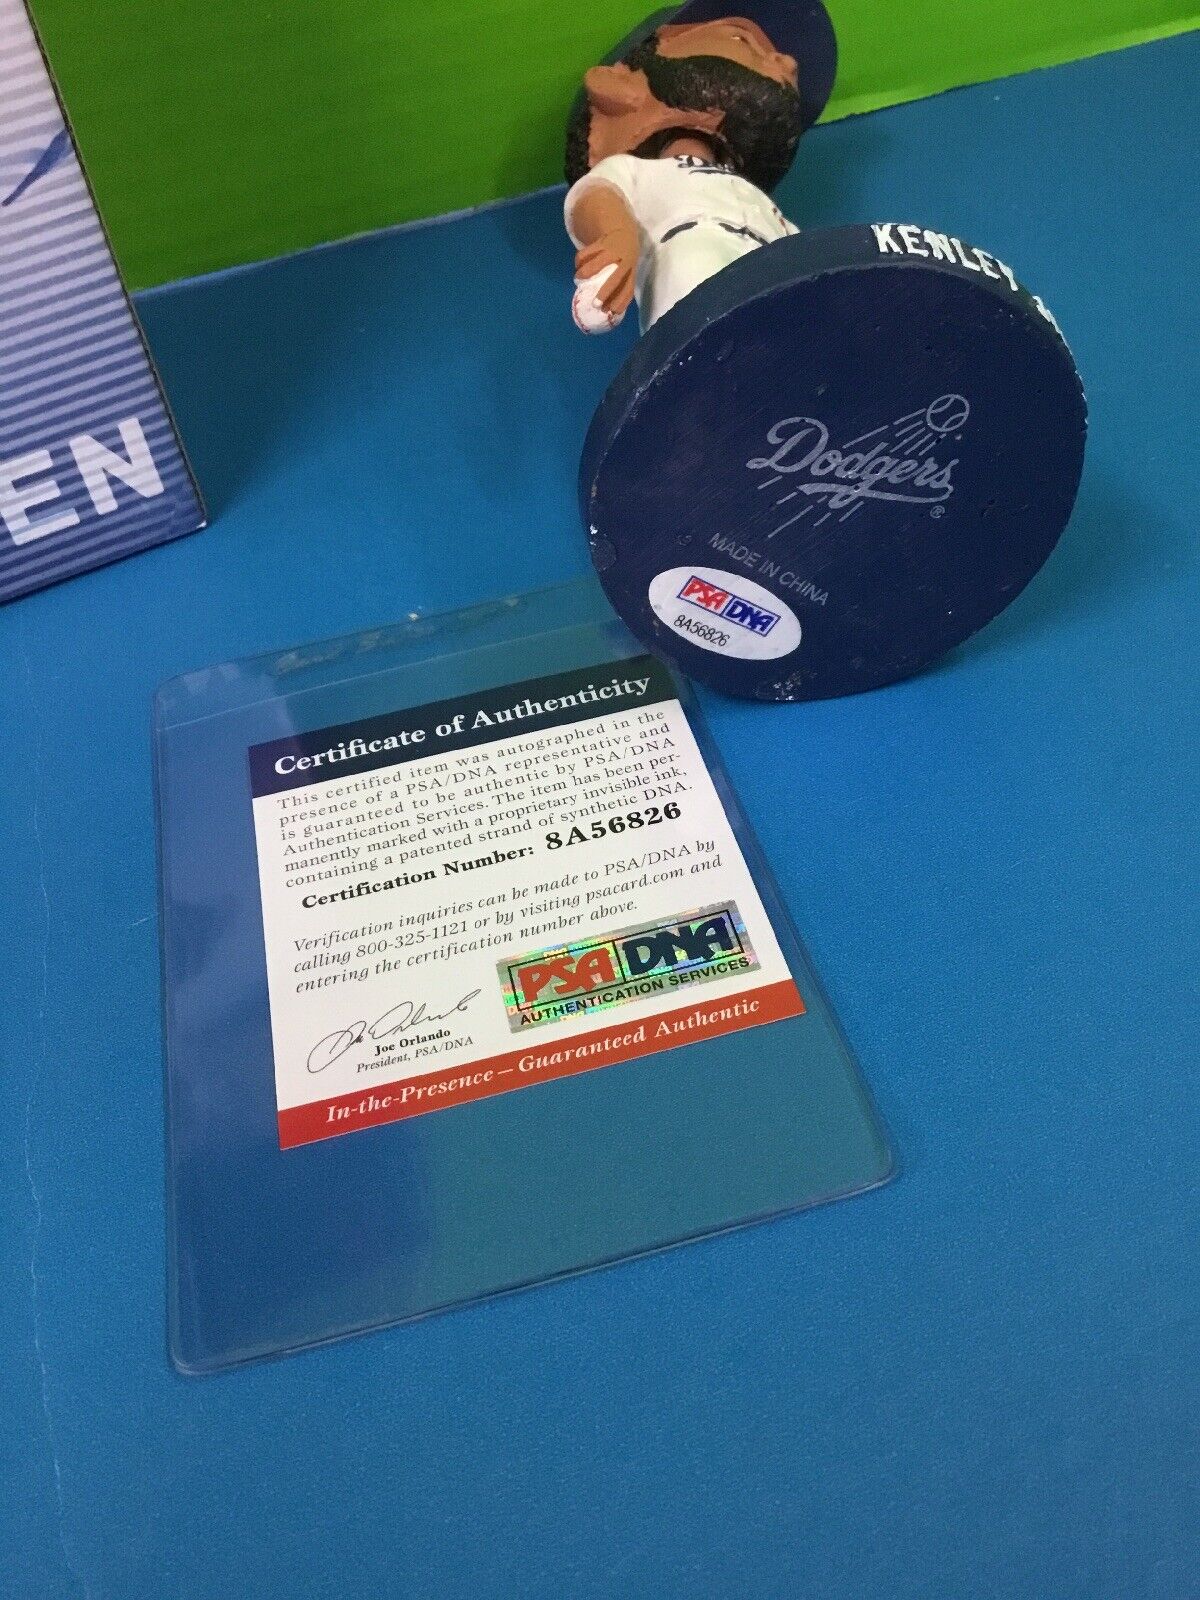 EN
KENLEY
Dodgers
®
MADE IN CHINA
PSA DNA
8A56826
Certificate of Authenticity
This certified item was autographed in the
presence of a PSA/DNA representative and
is guaranteed to be authentic by PSA/DNA
Authentication Services. The item has been per-
manently marked with a proprietary invisible ink,
containing a patented strand of synthetic DNA.
Certification Number: 8A56826
Verification inquiries can be made to PSA/DNA by
calling 800-325-1121 or by visiting psacard.com and
entering the certification number above.
PSA DNA
AUTHENTICATION SERVICES
Joe Orlando
President, PSA/DNA
In-the-Presence – Guaranteed Authentic